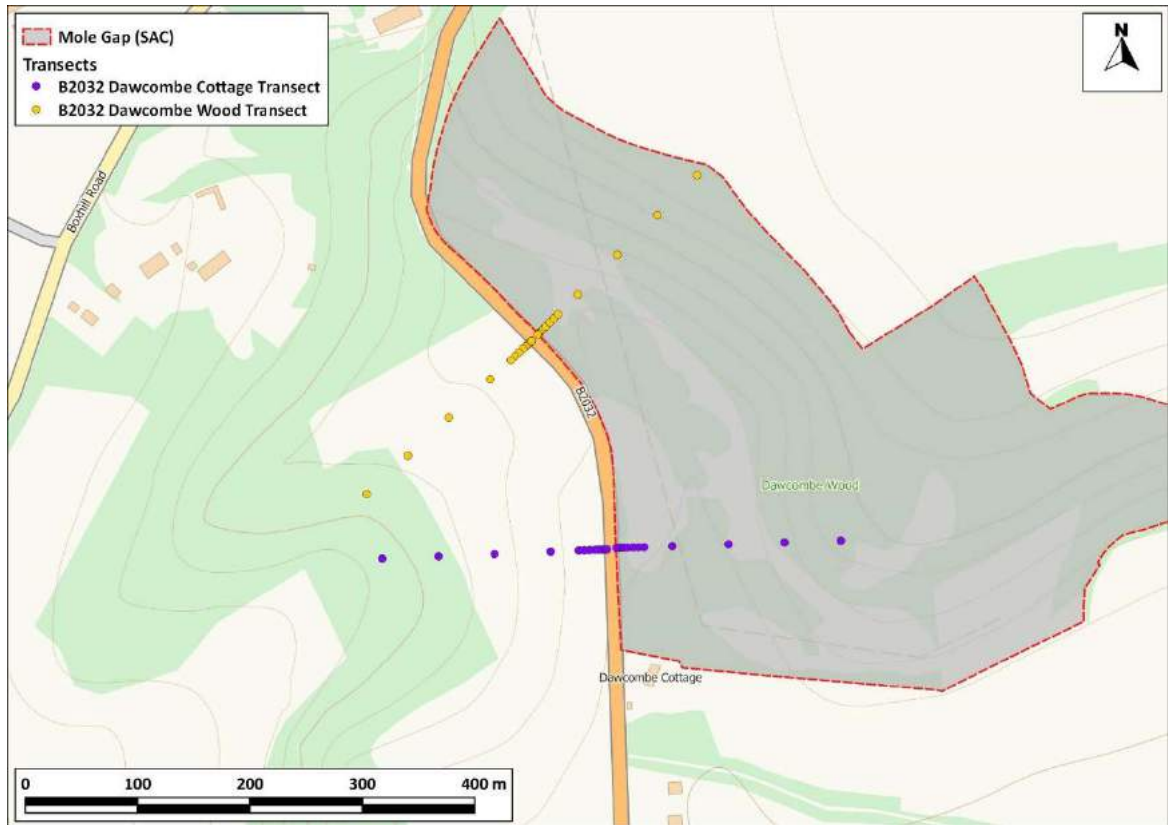 Mole Gap (SAC)
Transects
B2032 Dawcombe Cottage Transect
B2032 Dawcombe Wood Transect
N
Boxhill Road
B2032
Dawcombe Wood
Dawcombe Cottage
0 100 200 300 400 m